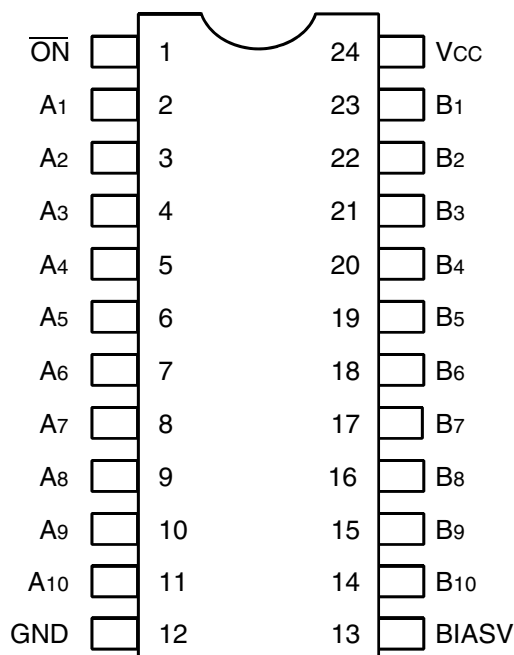 O̅N̅ 1 24 VCC
A1 2 23 B1
A2 3 22 B2
A3 4 21 B3
A4 5 20 B4
A5 6 19 B5
A6 7 18 B6
A7 8 17 B7
A8 9 16 B8
A9 10 15 B9
A10 11 14 B10
GND 12 13 BIASV